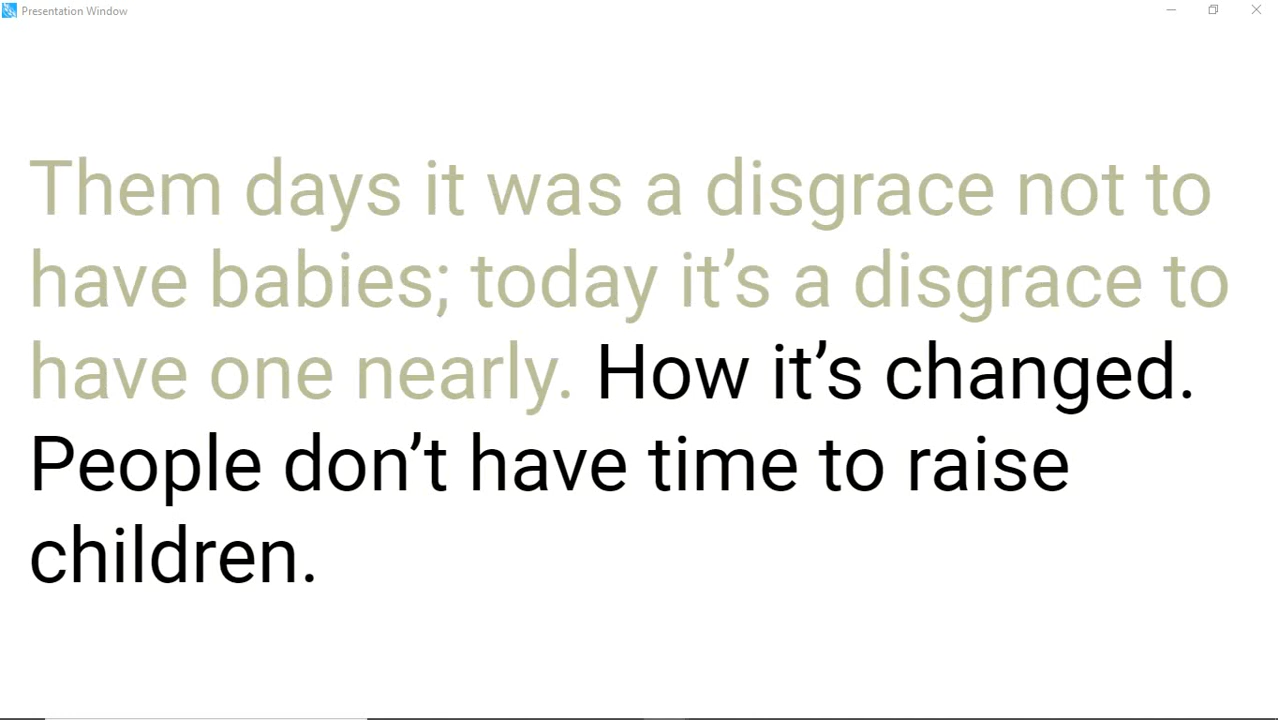 Presentation Window
Them days it was a disgrace not to
have babies; today it’s a disgrace to
have one nearly. How it’s changed.
People don’t have time to raise
children.